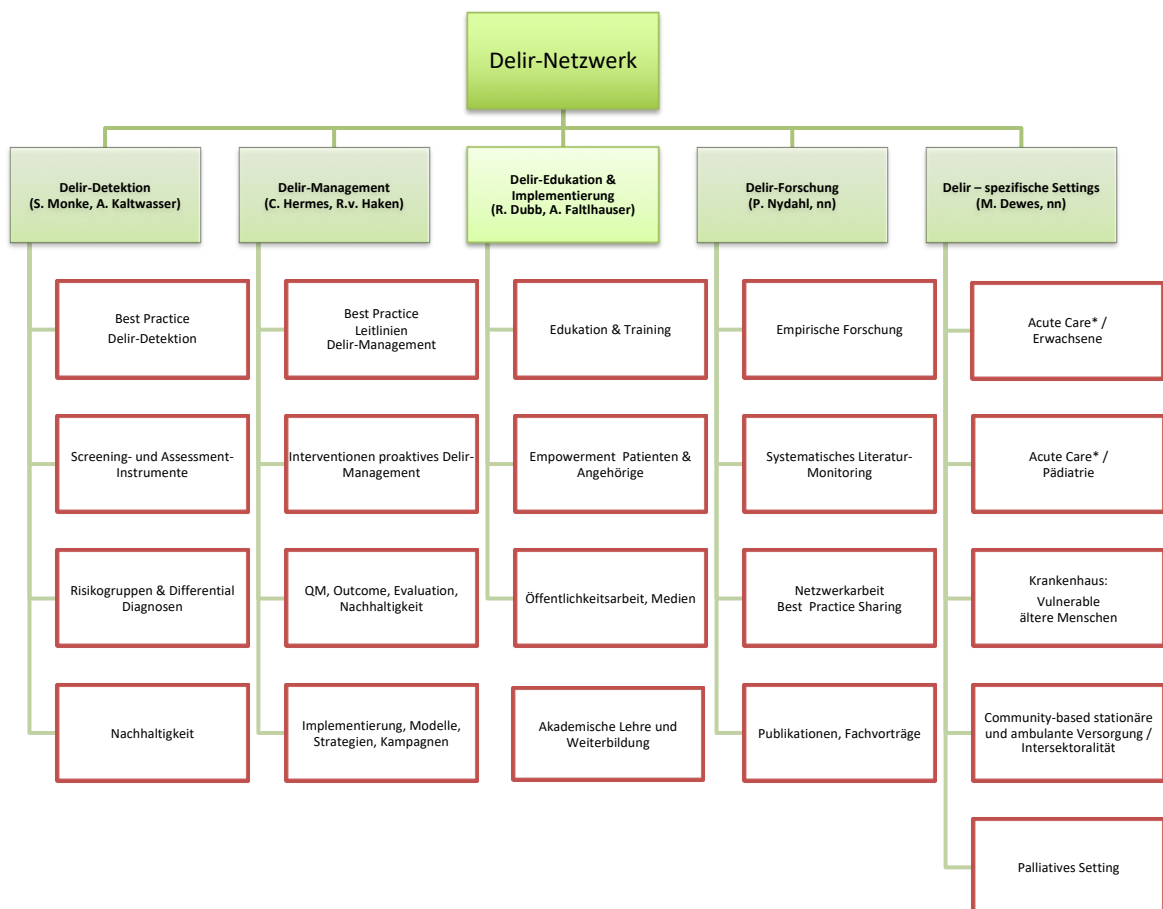 Delir-Netzwerk
Delir-Detektion
(S. Monke, A. Kaltwasser)
Delir-Management
(C. Hermes, R.v. Haken)
Delir-Edukation &
Implementierung
(R. Dubb, A. Faltlhauser)
Delir-Forschung
(P. Nydahl, nn)
Delir – spezifische Settings
(M. Dewes, nn)
Best Practice
Delir-Detektion
Screening- und Assessment-
Instrumente
Risikogruppen & Differential
Diagnosen
Nachhaltigkeit
Best Practice
Leitlinien
Delir-Management
Interventionen proaktives Delir-
Management
QM, Outcome, Evaluation,
Nachhaltigkeit
Implementierung, Modelle,
Strategien, Kampagnen
Edukation & Training
Empowerment Patienten &
Angehörige
Öffentlichkeitsarbeit, Medien
Akademische Lehre und
Weiterbildung
Empirische Forschung
Systematisches Literatur-
Monitoring
Netzwerkarbeit
Best Practice Sharing
Publikationen, Fachvorträge
Acute Care* /
Erwachsene
Acute Care* /
Pädiatrie
Krankenhaus:
Vulnerable
ältere Menschen
Community-based stationäre
und ambulante Versorgung /
Intersektoralität
Palliatives Setting